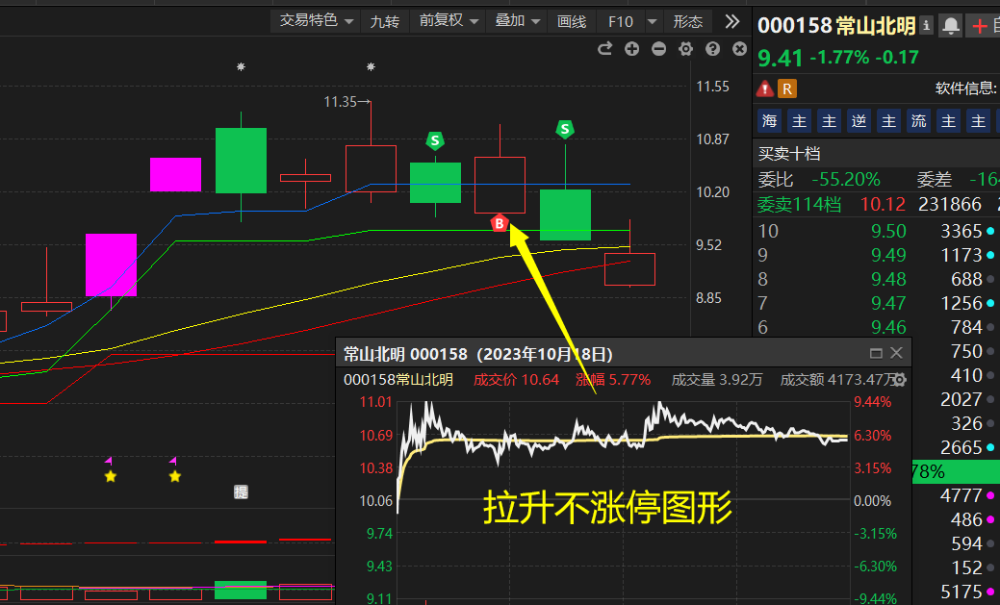 交易特色 九转 前复权 叠加 画线 F10 形态
000158 常山北明 i
9.41 -1.77% -0.17
R 软件信息:
海 主 主 逆 主 流 主 主
买卖十档
委比 -55.20% 委差 -16
委卖114档 10.12 231866
10 9.50 3365
9 9.49 1173
8 9.48 688
7 9.47 1256
6 9.46 784
750
410
2027
326
2665
78%
4777
486
594
152
5175
11.55
10.87
10.20
9.52
8.85
11.35
S
S
B
提
常山北明 000158（2023年10月18日）
000158常山北明 成交价 10.64 涨幅 5.77% 成交量 3.92万 成交额 4173.47万
11.01 9.44%
10.69 6.30%
10.38 3.15%
10.06 0.00%
9.74 -3.15%
9.43 -6.30%
9.11 -9.44%
拉升不涨停图形